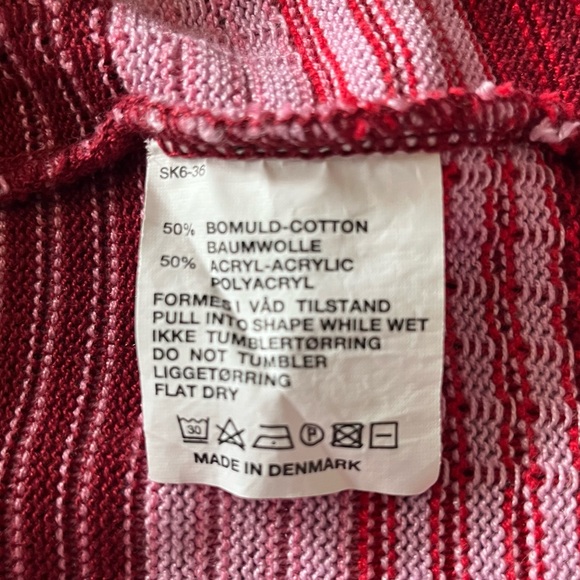 SK6-36
50% BOMULD-COTTON
BAUMWOLLE
50% ACRYL-ACRYLIC
POLYACRYL
FORMES I VÅD TILSTAND
PULL INTO SHAPE WHILE WET
IKKE TUMBLERTØRRING
DO NOT TUMBLER
LIGGETØRRING
FLAT DRY
30 P
MADE IN DENMARK